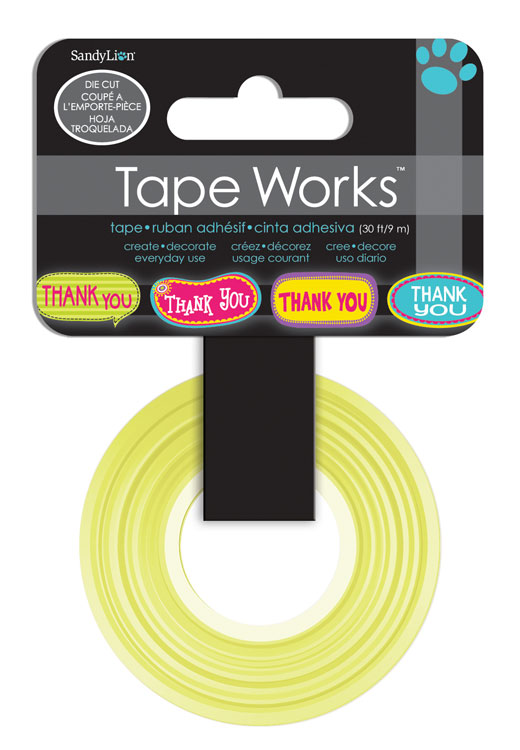 SandyLion
DIE CUT
COUPÉ A
L'EMPORTE-PIÈCE
HOJA
TROQUELADA
Tape Works™
tape•ruban adhésif•cinta adhesiva (30 ft/9 m)
create•decorate
everyday use
créez•décorez
usage courant
cree•decore
uso diario
THANK YOU
THANK YOU
THANK YOU
THANK
YOU